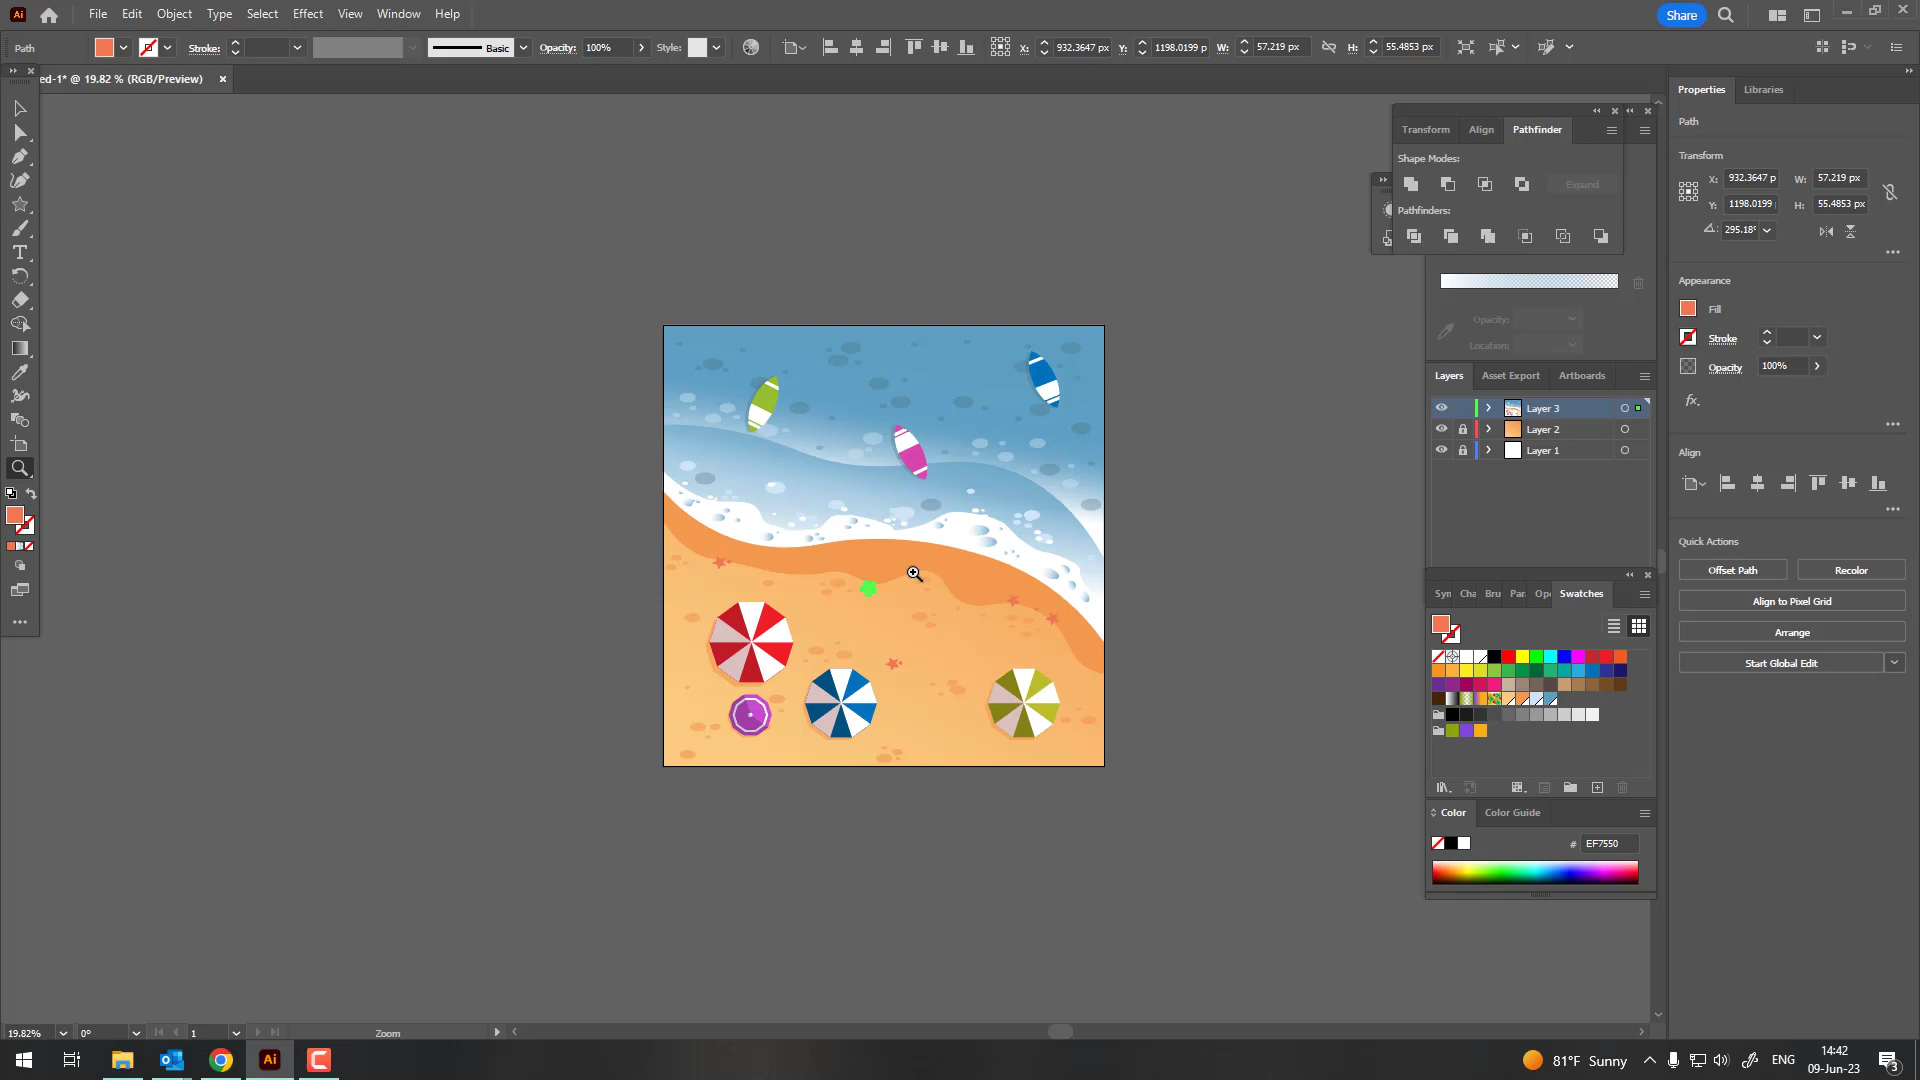 Ai File Edit Object Type Select Effect View Window Help Share
Path Stroke: Basic Opacity: 100% Style: X: 932.3647 px Y: 1198.0199 p W: 57.219 px H: 55.4853 px
ed-1* @ 19.82 % (RGB/Preview)
Transform Align Pathfinder
Shape Modes:
Expand
Pathfinders:
Opacity:
Location:
Layers Asset Export Artboards
Layer 3
Layer 2
Layer 1
Syn Cha Bru Par Ope Swatches
Color Color Guide
# EF7550
Properties Libraries
Path
Transform
X: 932.3647 p W: 57.219 px
Y: 1198.0199 H: 55.4853 px
295.18°
Appearance
Fill
Stroke
Opacity 100%
fx.
Align
Quick Actions
Offset Path Recolor
Align to Pixel Grid
Arrange
Start Global Edit
19.82% 0° 1 Zoom
Ai C 81°F Sunny ENG 14:42
09-Jun-23 3